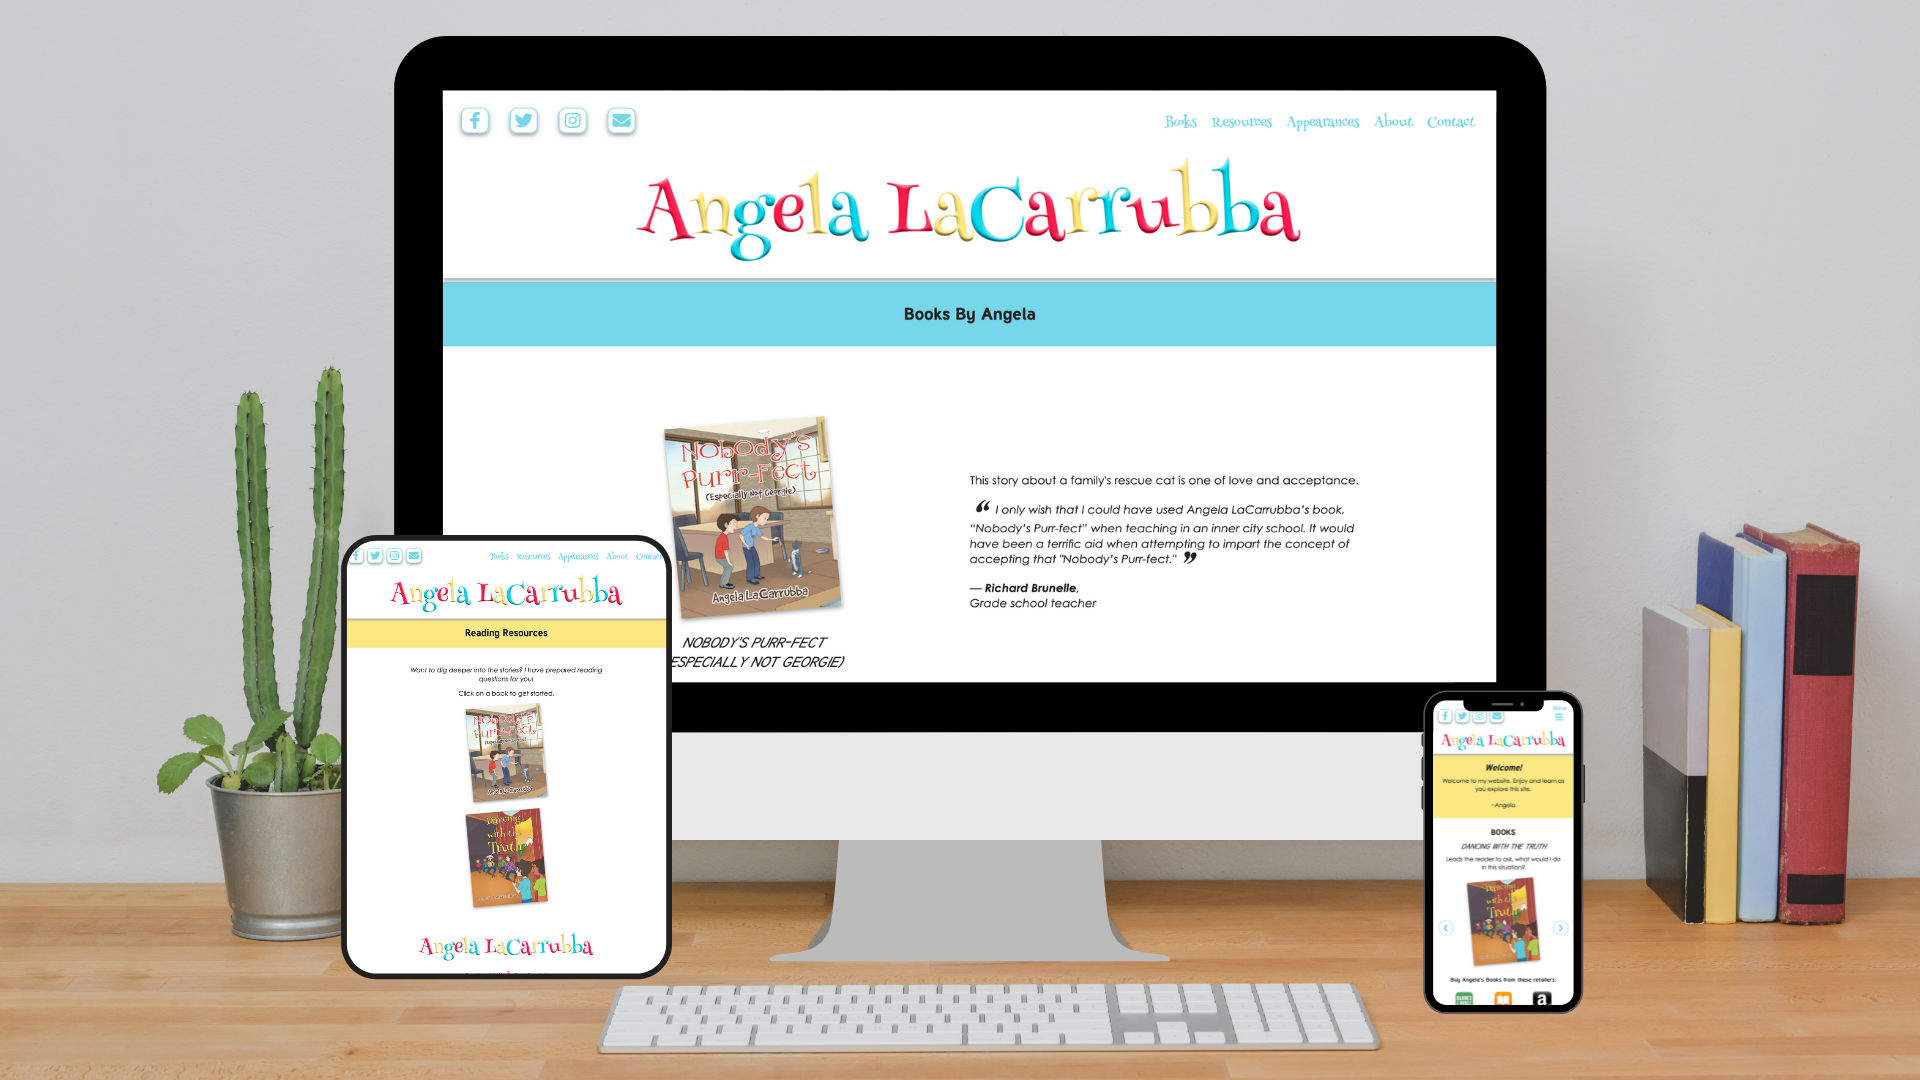 Books Resources Appearances About Contact
Angela LaCarrubba
Books By Angela
Nobody's
Purr-Fect
(Especially Not Georgie)
Angela LaCarrubba
NOBODY'S PURR-FECT
ESPECIALLY NOT GEORGIE)
This story about a family's rescue cat is one of love and acceptance.
“ I only wish that I could have used Angela LaCarrubba’s book,
“Nobody’s Purr-fect” when teaching in an inner city school. It would
have been a terrific aid when attempting to impart the concept of
accepting that "Nobody’s Purr-fect." ”
— Richard Brunelle,
Grade school teacher
Books Resources Appearances About Contact
Angela LaCarrubba
Reading Resources
Want to dig deeper into the stories? I have prepared reading
questions for you!
Click on a book to get started.
Nobody's
Purr-Fect
Dancing
with the
Truth
Angela LaCarrubba
Menu
Angela LaCarrubba
Welcome!
Welcome to my website. Enjoy and learn as
you explore this site.
~Angela
BOOKS
DANCING WITH THE TRUTH
Leads the reader to ask, what would I do
in this situation?
Dancing
with the
Truth
Buy Angela's Books from these retailers:
a